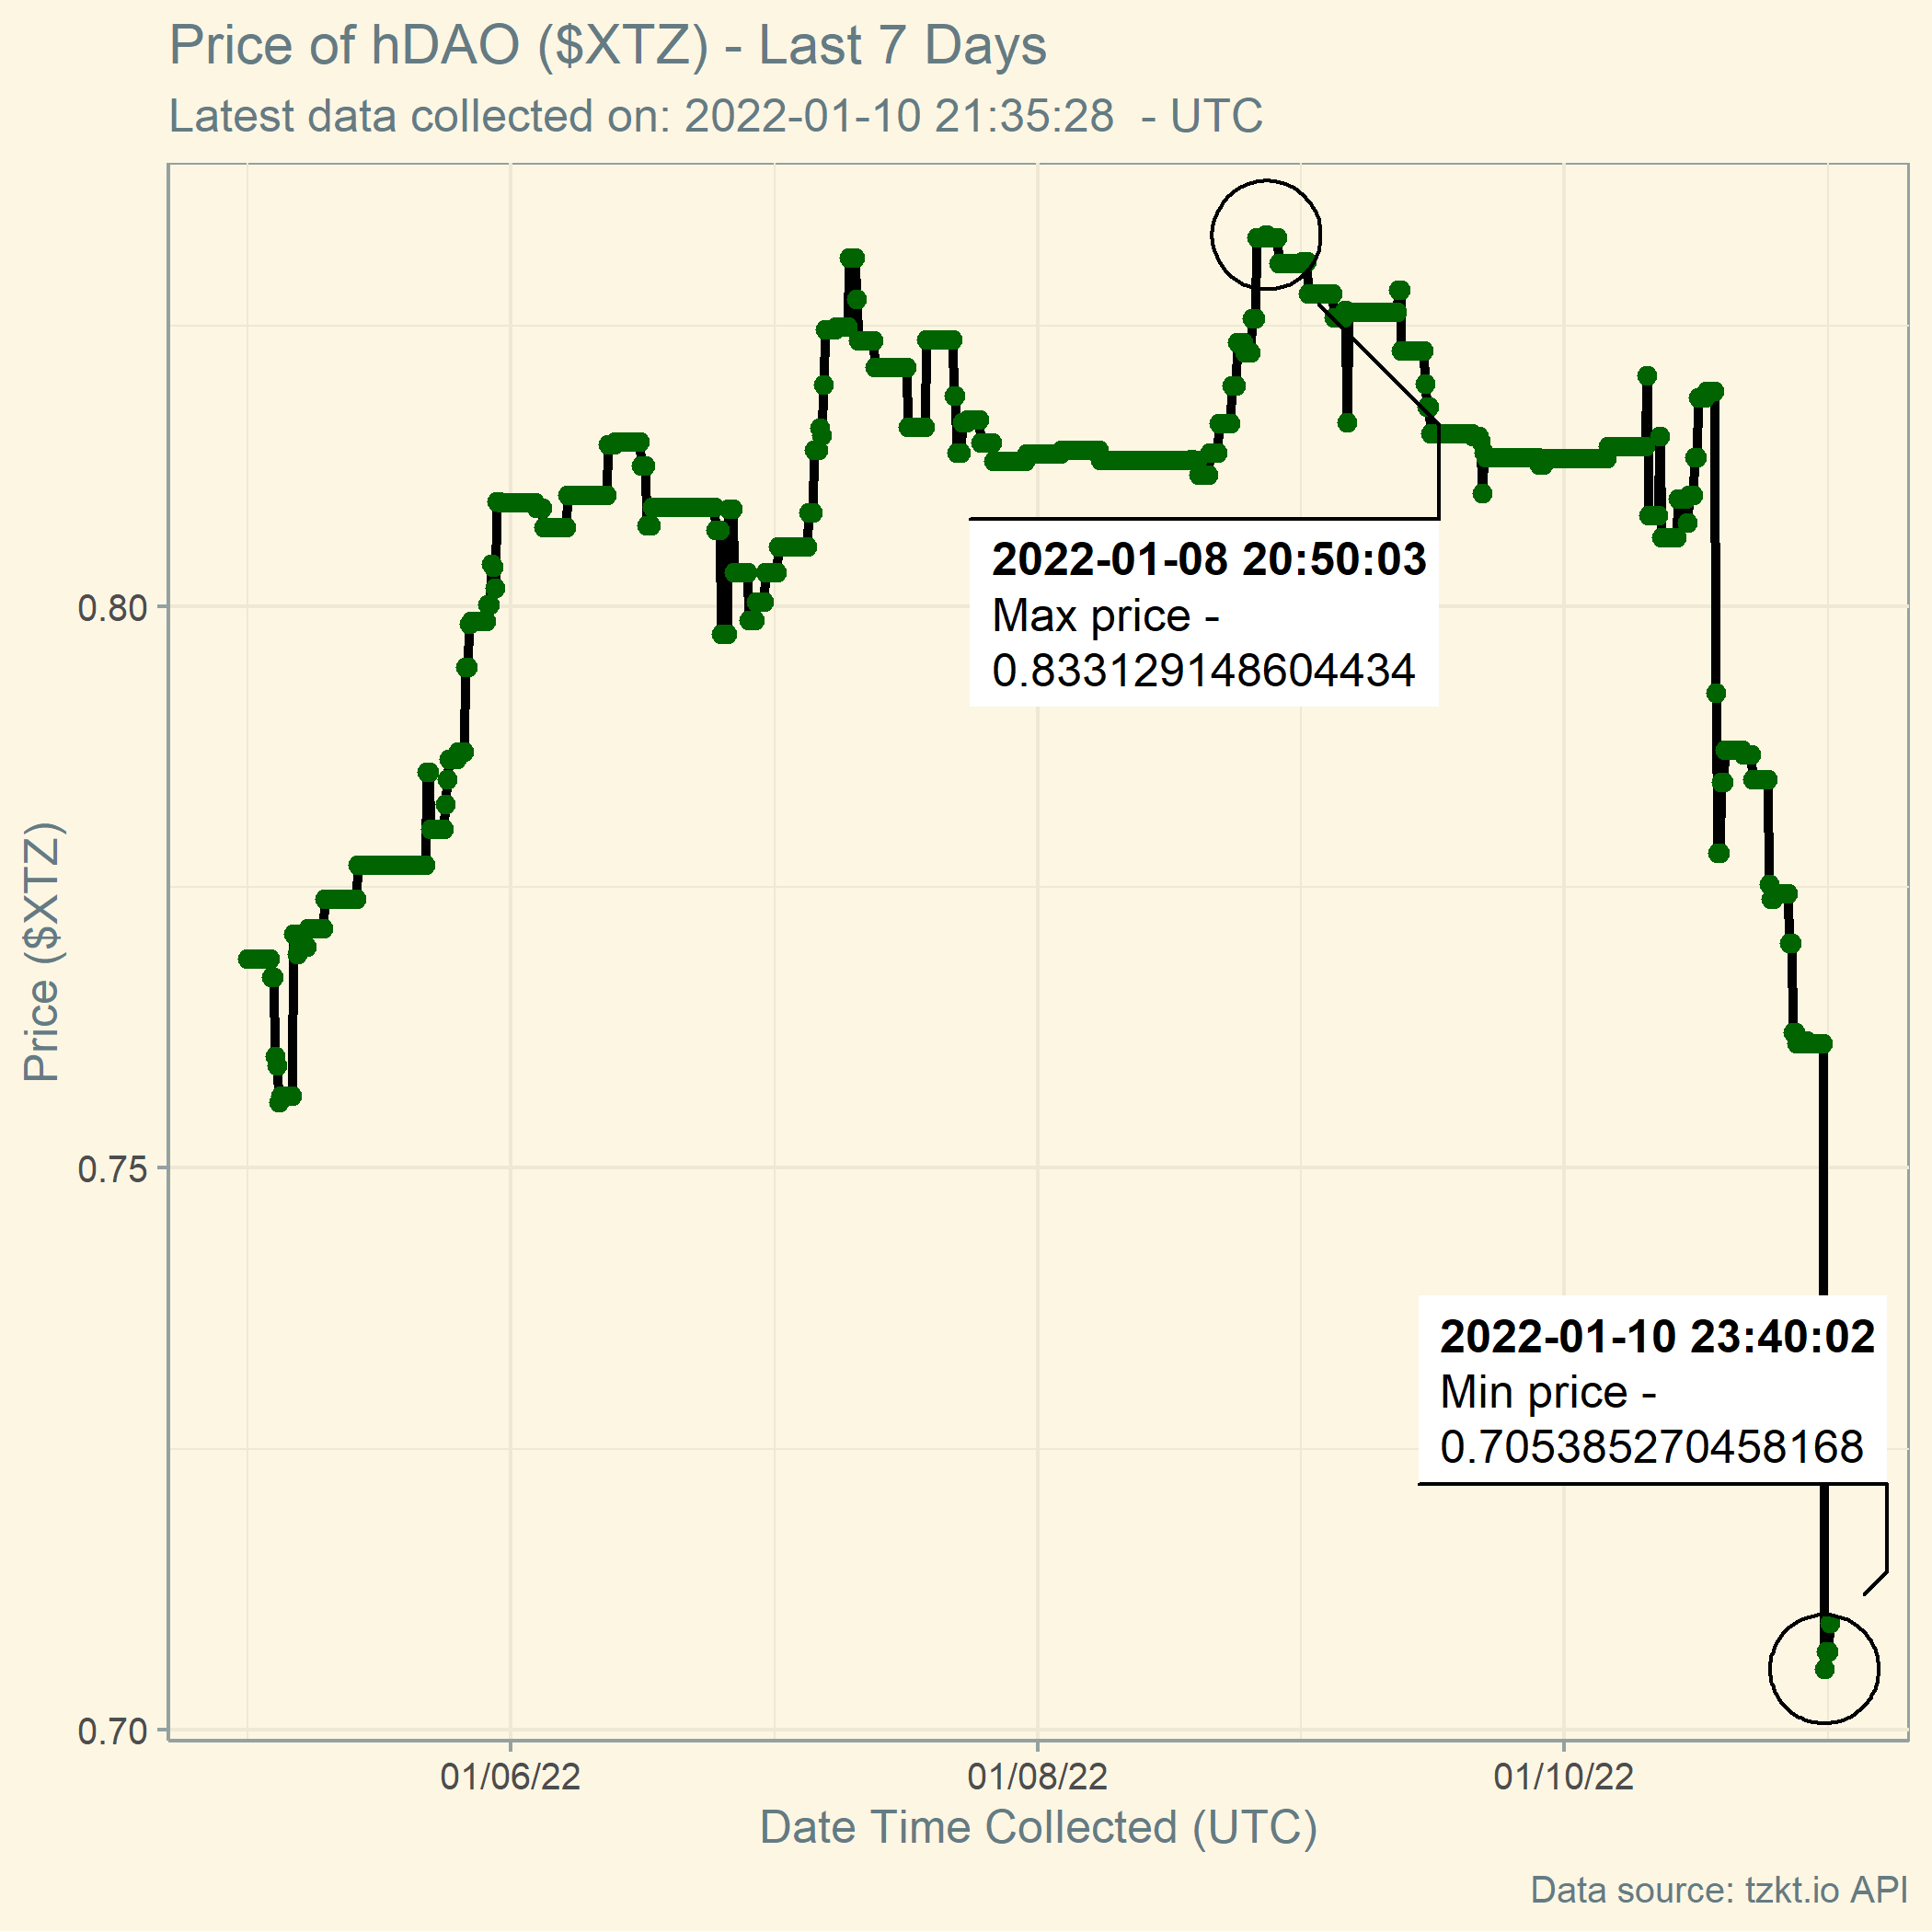 Price of hDAO ($XTZ) - Last 7 Days
Latest data collected on: 2022-01-10 21:35:28  - UTC
2022-01-08 20:50:03
Max price -
0.833129148604434
0.80
Price ($XTZ)
0.75
2022-01-10 23:40:02
Min price -
0.705385270458168
0.70
01/06/22
01/08/22
01/10/22
Date Time Collected (UTC)
Data source: tzkt.io API